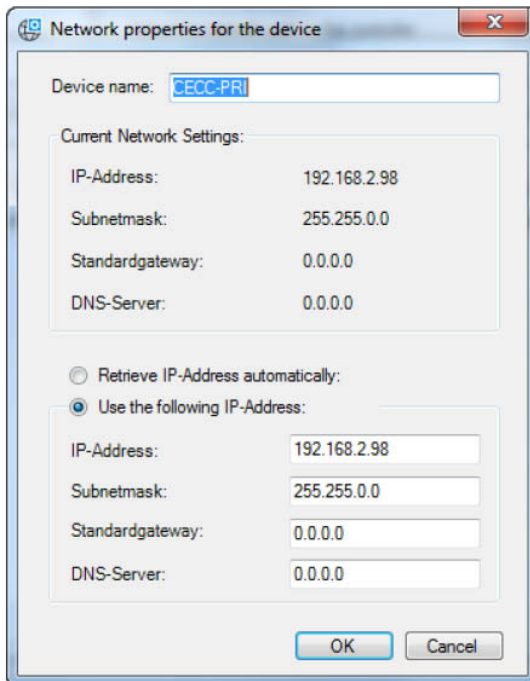 Network properties for the device
Device name: CECC-PRI
Current Network Settings:
IP-Address: 192.168.2.98
Subnetmask: 255.255.0.0
Standardgateway: 0.0.0.0
DNS-Server: 0.0.0.0
Retrieve IP-Address automatically:
Use the following IP-Address:
IP-Address: 192.168.2.98
Subnetmask: 255.255.0.0
Standardgateway: 0.0.0.0
DNS-Server: 0.0.0.0
OK Cancel